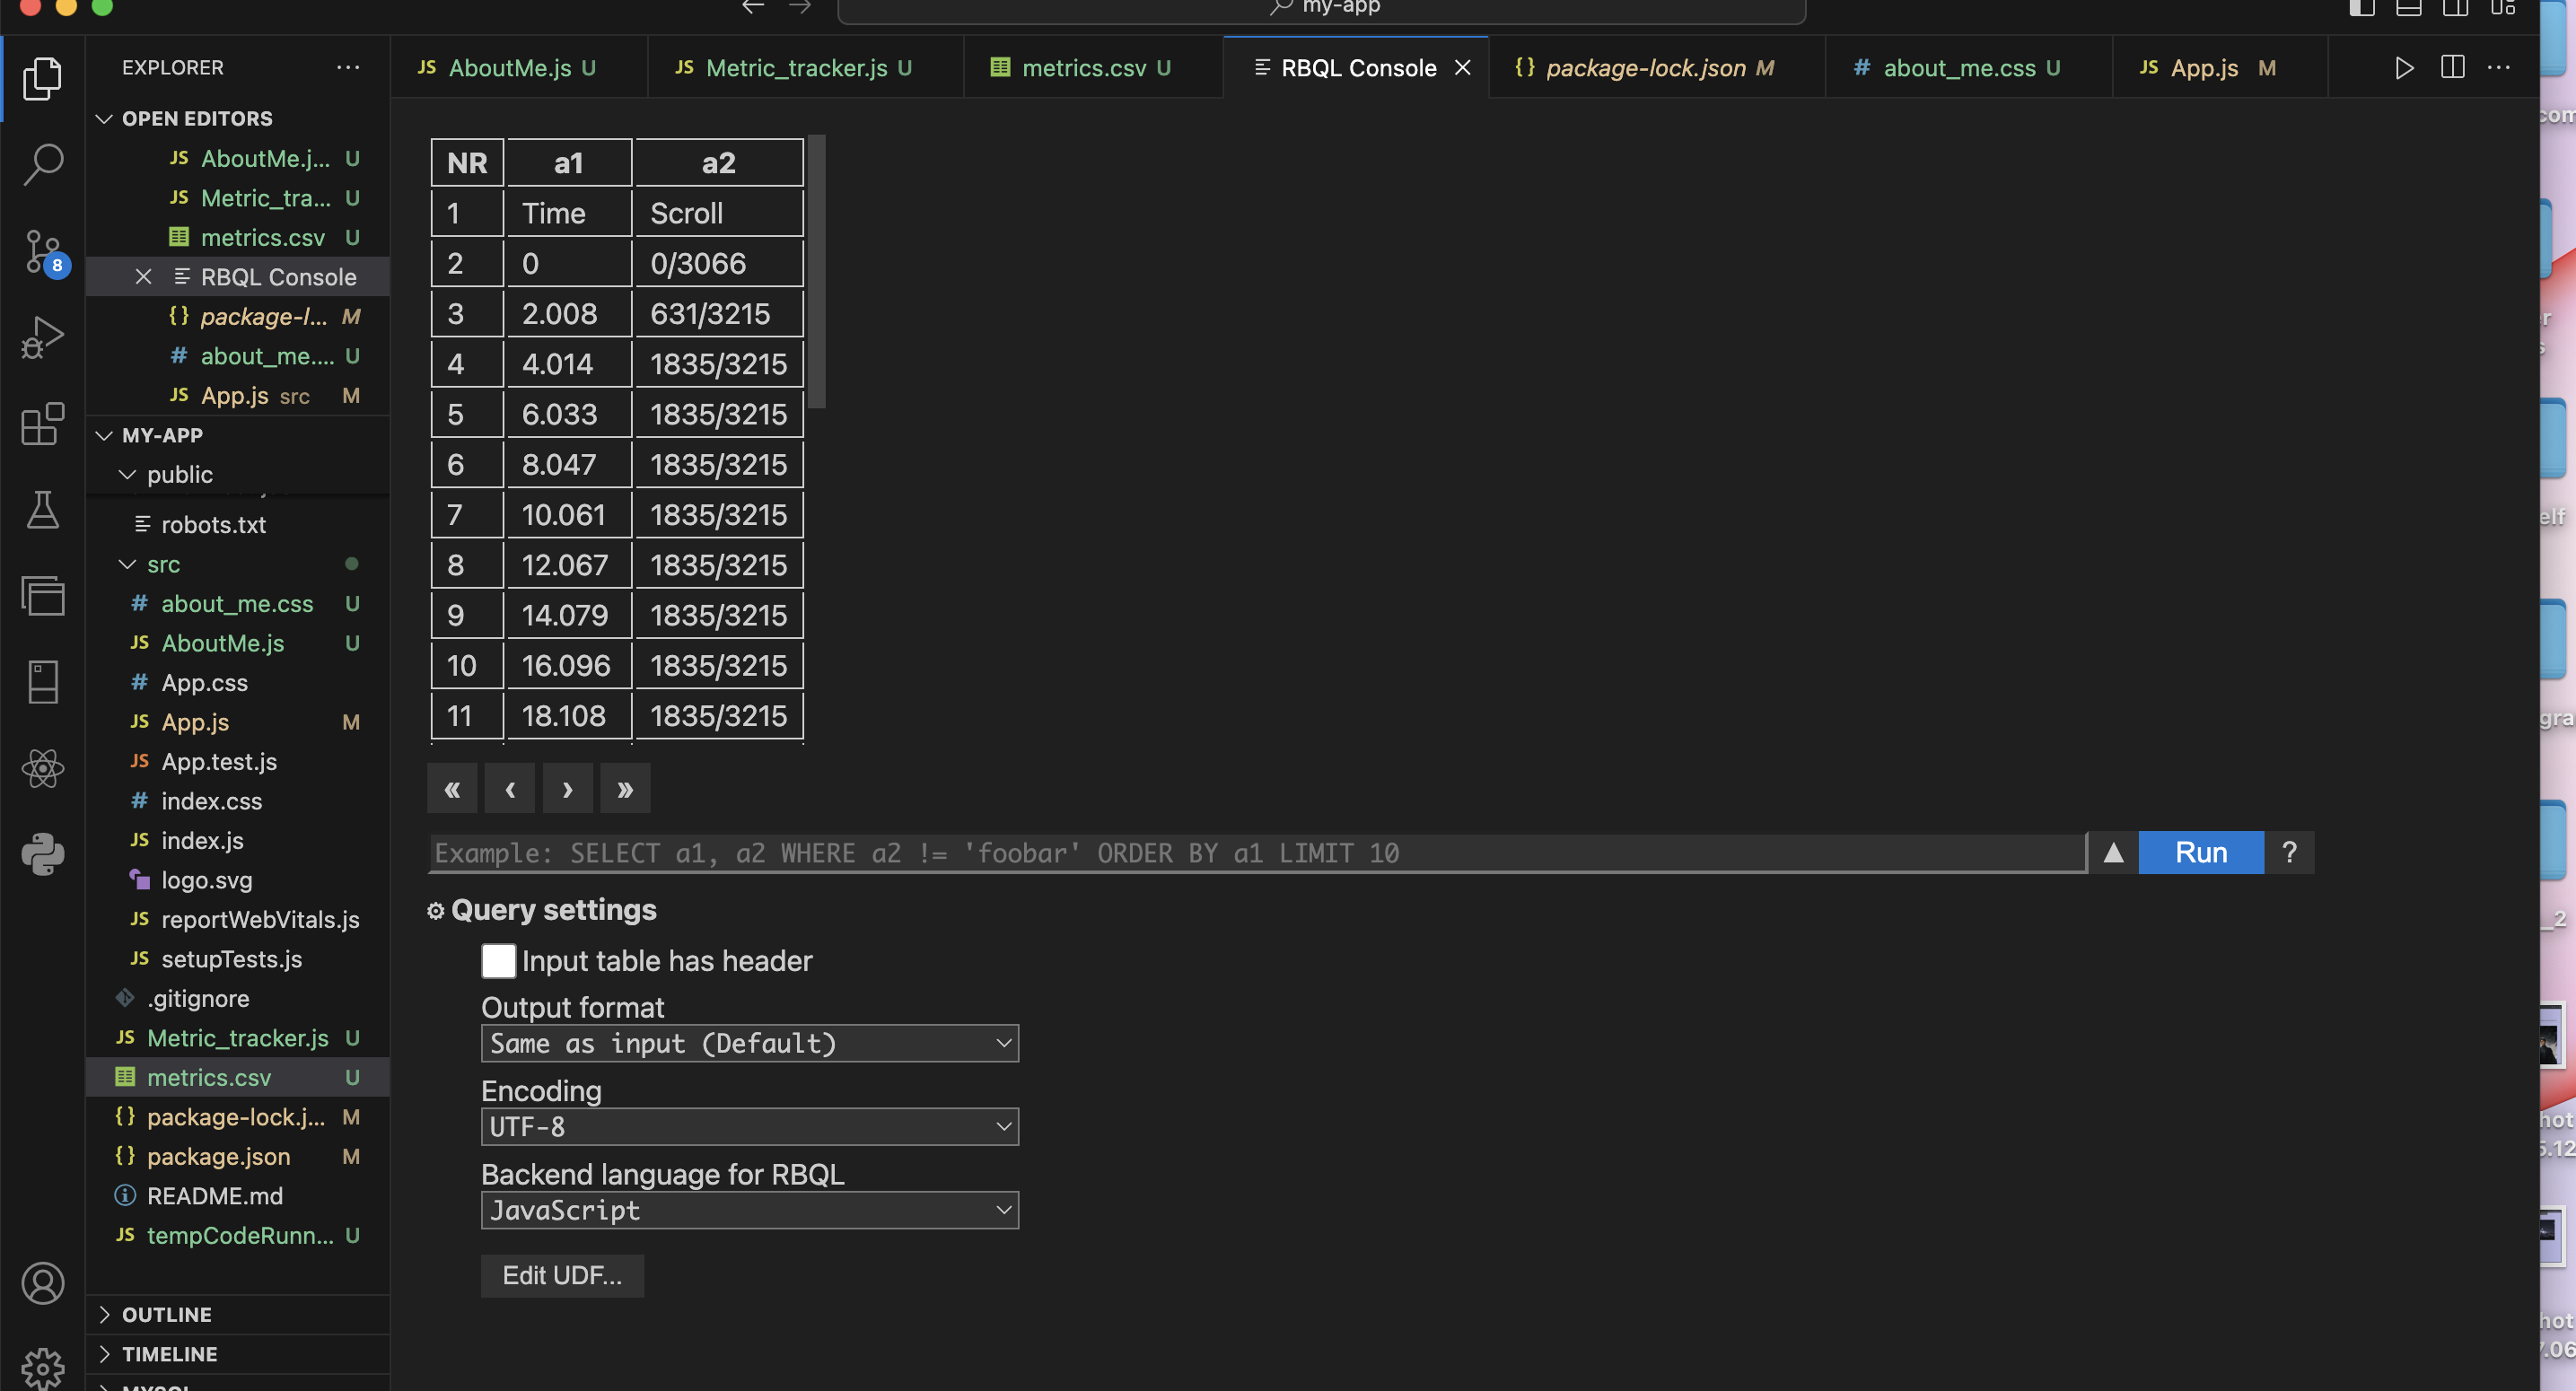 my-app
EXPLORER
OPEN EDITORS
JS AboutMe.j... U
JS Metric_tra... U
metrics.csv U
RBQL Console
{} package-l... M
# about_me.... U
JS App.js src M
MY-APP
public
robots.txt
src
# about_me.css U
JS AboutMe.js U
# App.css
JS App.js M
JS App.test.js
# index.css
JS index.js
logo.svg
JS reportWebVitals.js
JS setupTests.js
.gitignore
JS Metric_tracker.js U
metrics.csv U
{} package-lock.j... M
{} package.json M
README.md
JS tempCodeRunn... U
OUTLINE
TIMELINE
8
JS AboutMe.js U
JS Metric_tracker.js U
metrics.csv U
RBQL Console
{} package-lock.json M
# about_me.css U
JS App.js M
NR a1 a2
1 Time Scroll
2 0 0/3066
3 2.008 631/3215
4 4.014 1835/3215
5 6.033 1835/3215
6 8.047 1835/3215
7 10.061 1835/3215
8 12.067 1835/3215
9 14.079 1835/3215
10 16.096 1835/3215
11 18.108 1835/3215
« ‹ › »
Example: SELECT a1, a2 WHERE a2 != 'foobar' ORDER BY a1 LIMIT 10
Run ?
Query settings
Input table has header
Output format
Same as input (Default)
Encoding
UTF-8
Backend language for RBQL
JavaScript
Edit UDF...